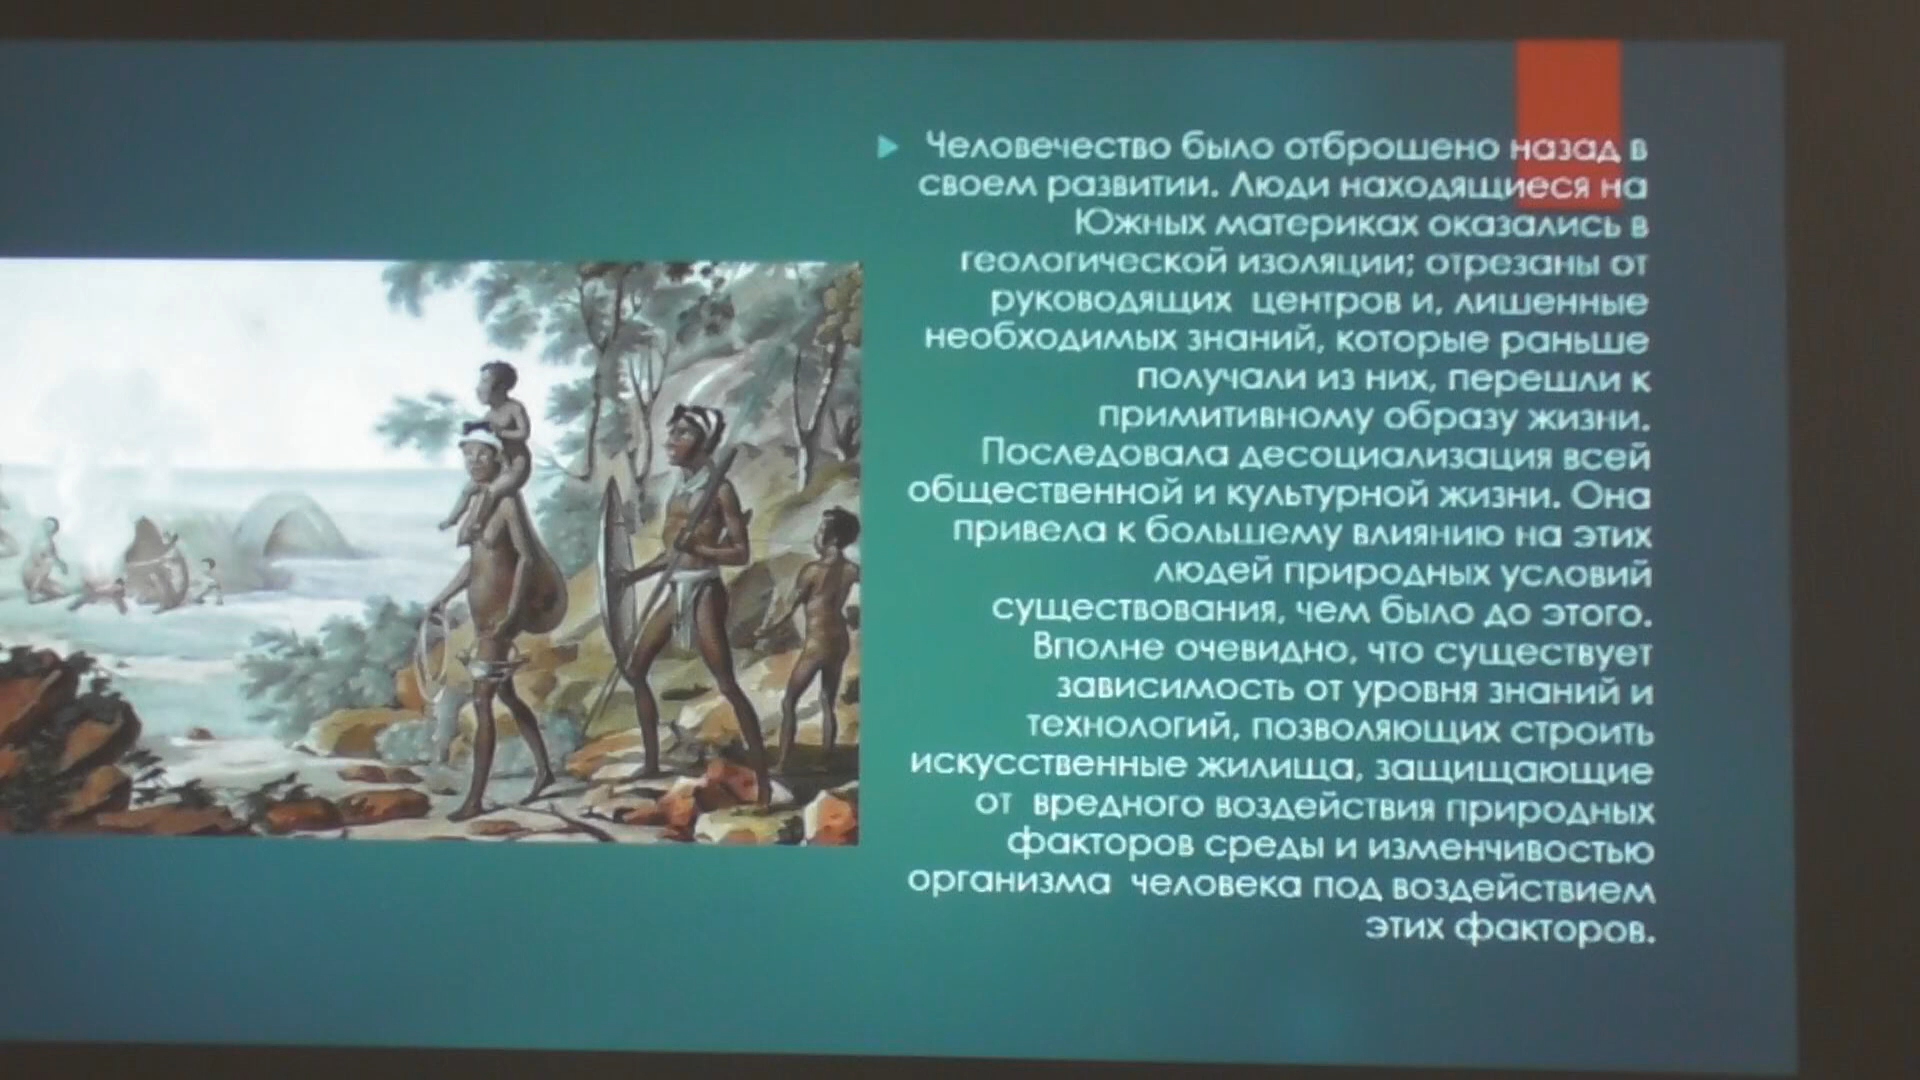 Человечество было отброшено назад в
своем развитии. Люди находящиеся на
Южных материках оказались в
геологической изоляции; отрезаны от
руководящих центров и, лишенные
необходимых знаний, которые раньше
получали из них, перешли к
примитивному образу жизни.
Последовала десоциализация всей
общественной и культурной жизни. Она
привела к большему влиянию на этих
людей природных условий
существования, чем было до этого.
Вполне очевидно, что существует
зависимость от уровня знаний и
технологий, позволяющих строить
искусственные жилища, защищающие
от вредного воздействия природных
факторов среды и изменчивостью
организма человека под воздействием
этих факторов.